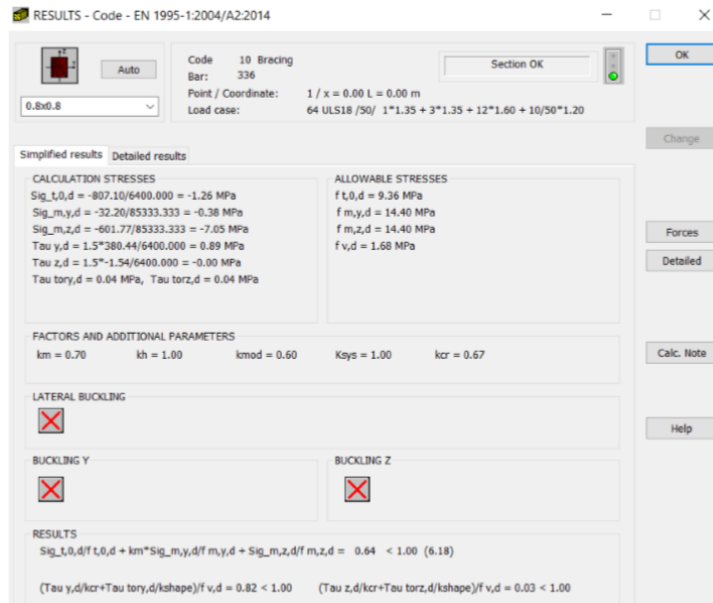 RESULTS - Code - EN 1995-1:2004/A2:2014
Auto
0.8x0.8
Code 10 Bracing
Bar: 336
Point / Coordinate: 1 / x = 0.00 L = 0.00 m
Load case: 64 ULS18 /50/ 1*1.35 + 3*1.35 + 12*1.60 + 10/50*1.20
Section OK
OK
Change
Forces
Detailed
Calc. Note
Help
Simplified results Detailed results
CALCULATION STRESSES
Sig_t,0,d = -807.10/6400.000 = -1.26 MPa
Sig_m,y,d = -32.20/85333.333 = -0.38 MPa
Sig_m,z,d = -601.77/85333.333 = -7.05 MPa
Tau y,d = 1.5*380.44/6400.000 = 0.89 MPa
Tau z,d = 1.5*-1.54/6400.000 = -0.00 MPa
Tau tory,d = 0.04 MPa, Tau torz,d = 0.04 MPa
ALLOWABLE STRESSES
f t,0,d = 9.36 MPa
f m,y,d = 14.40 MPa
f m,z,d = 14.40 MPa
f v,d = 1.68 MPa
FACTORS AND ADDITIONAL PARAMETERS
km = 0.70 kh = 1.00 kmod = 0.60 Ksys = 1.00 kcr = 0.67
LATERAL BUCKLING
BUCKLING Y
BUCKLING Z
RESULTS
Sig_t,0,d/f t,0,d + km*Sig_m,y,d/f m,y,d + Sig_m,z,d/f m,z,d = 0.64 < 1.00 (6.18)
(Tau y,d/kcr+Tau tory,d/kshape)/f v,d = 0.82 < 1.00 (Tau z,d/kcr+Tau torz,d/kshape)/f v,d = 0.03 < 1.00